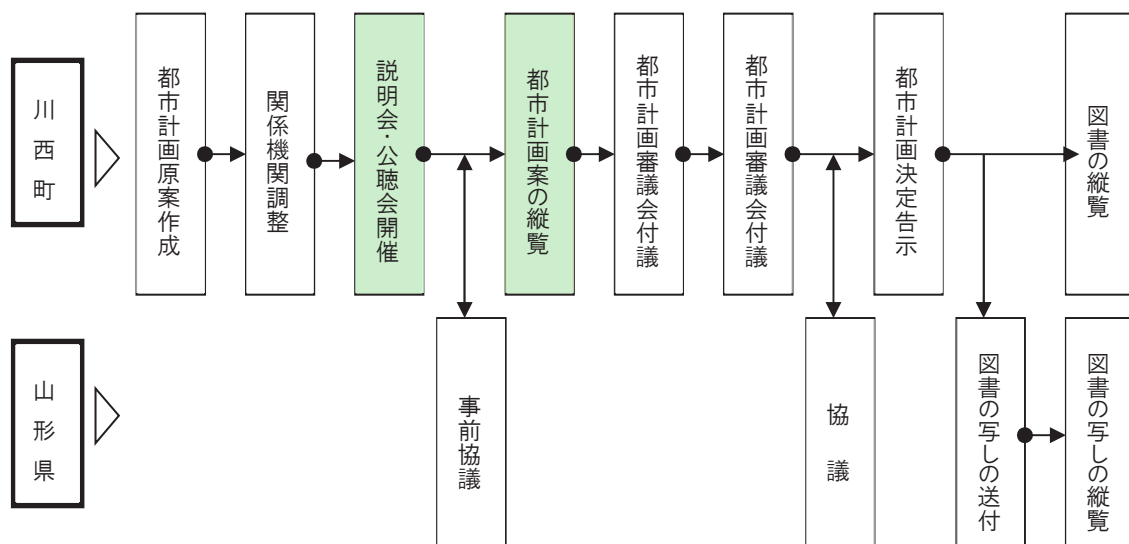 川西町
都市計画原案作成
関係機関調整
説明会・公聴会開催
都市計画案の縦覧
都市計画審議会付議
都市計画審議会付議
都市計画決定告示
図書の縦覧
山形県
事前協議
協議
図書の写しの送付
図書の写しの縦覧